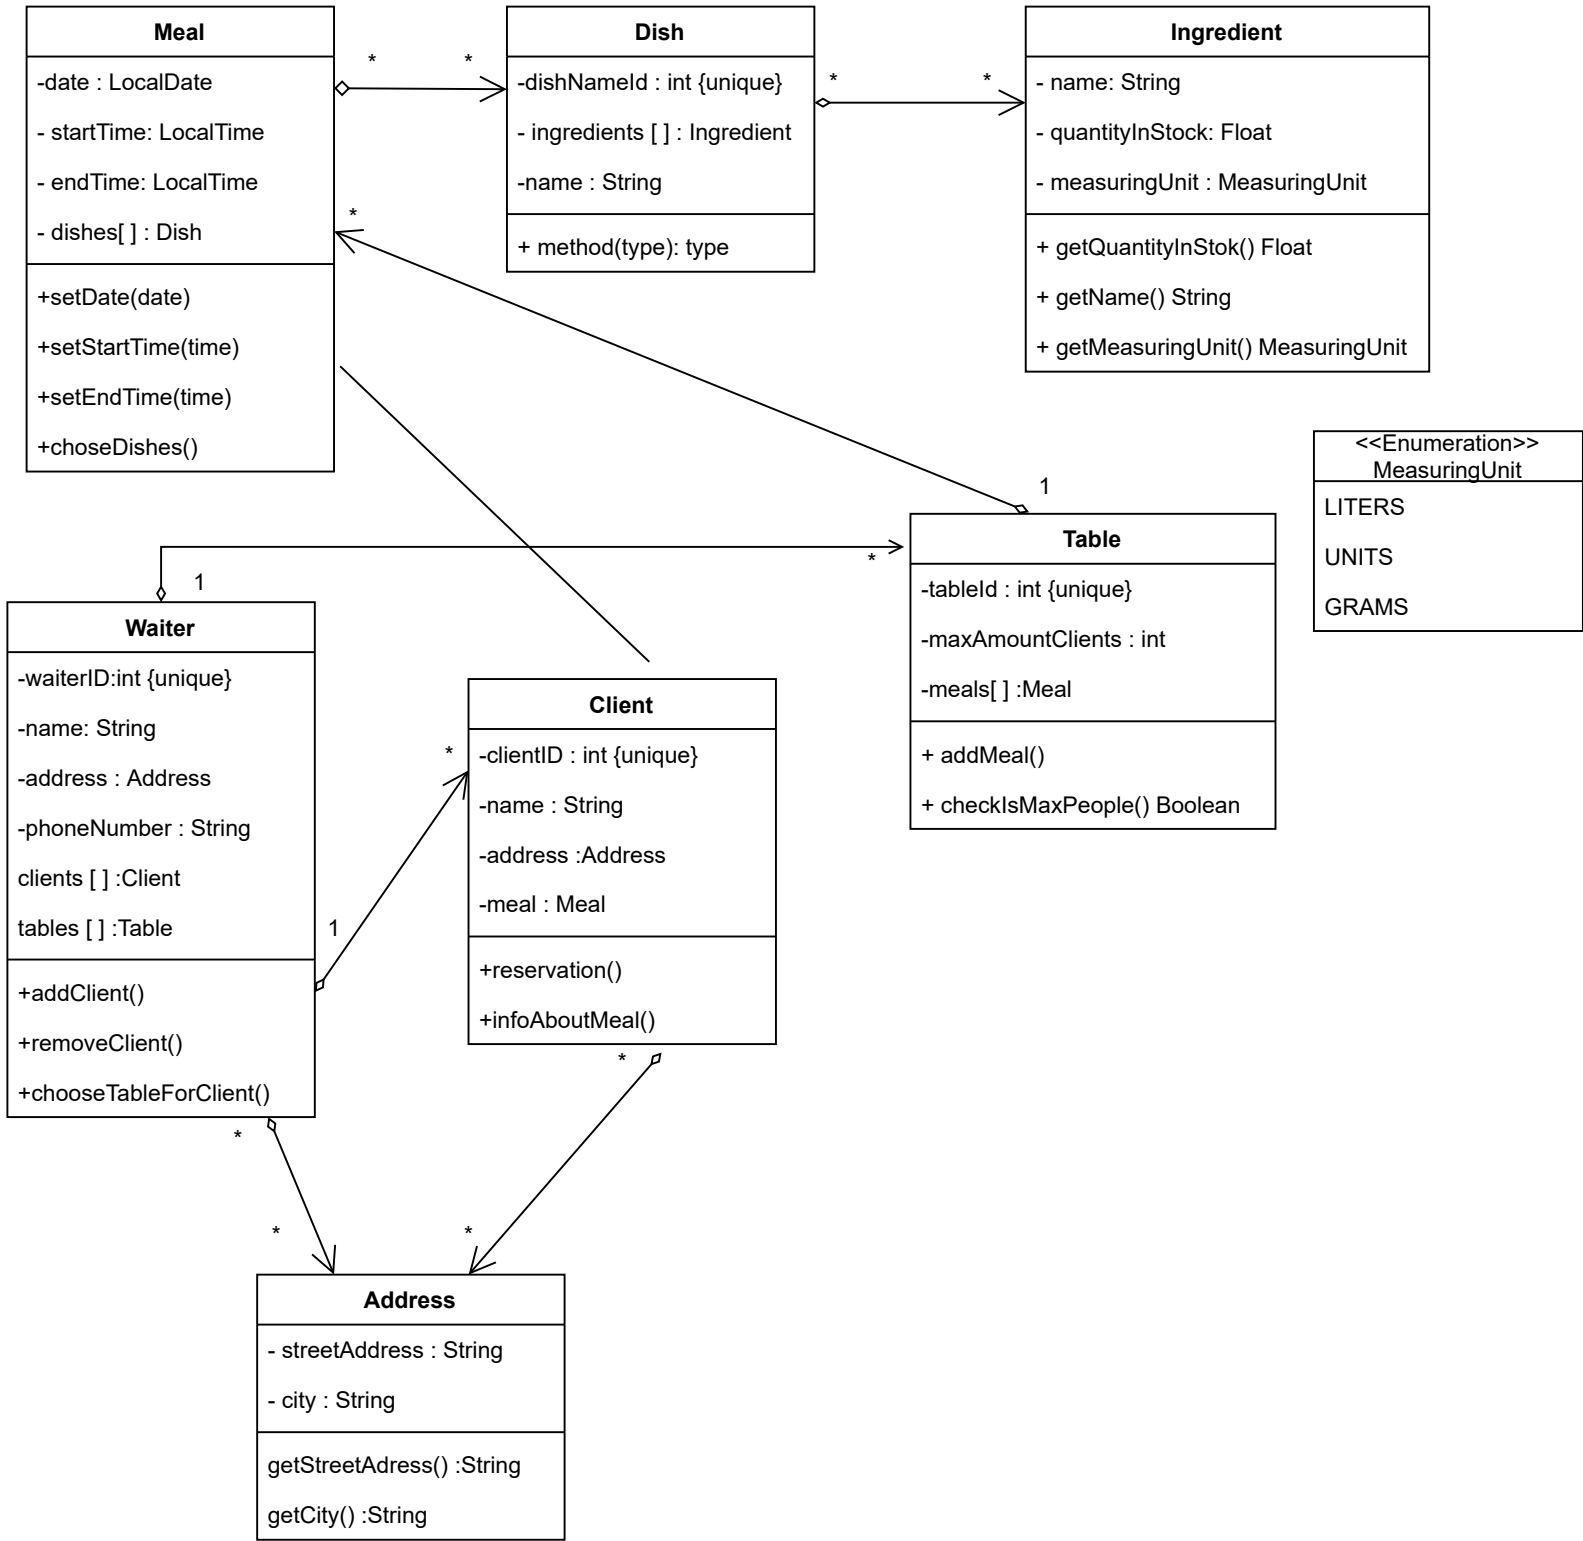 Meal
-date : LocalDate
- startTime: LocalTime
- endTime: LocalTime
- dishes[ ] : Dish
+setDate(date)
+setStartTime(time)
+setEndTime(time)
+choseDishes()
*
*
*
Dish
-dishNameId : int {unique}
- ingredients [ ] : Ingredient
-name : String
+ method(type): type
*
*
Ingredient
- name: String
- quantityInStock: Float
- measuringUnit : MeasuringUnit
+ getQuantityInStok() Float
+ getName() String
+ getMeasuringUnit() MeasuringUnit
<<Enumeration>>
MeasuringUnit
LITERS
UNITS
GRAMS
1
Table
-tableId : int {unique}
-maxAmountClients : int
-meals[ ] :Meal
+ addMeal()
+ checkIsMaxPeople() Boolean
*
1
Waiter
-waiterID:int {unique}
-name: String
-address : Address
-phoneNumber : String
clients [ ] :Client
tables [ ] :Table
+addClient()
+removeClient()
+chooseTableForClient()
*
1
Client
-clientID : int {unique}
-name : String
-address :Address
-meal : Meal
+reservation()
+infoAboutMeal()
*
*
*
*
Address
- streetAddress : String
- city : String
getStreetAdress() :String
getCity() :String